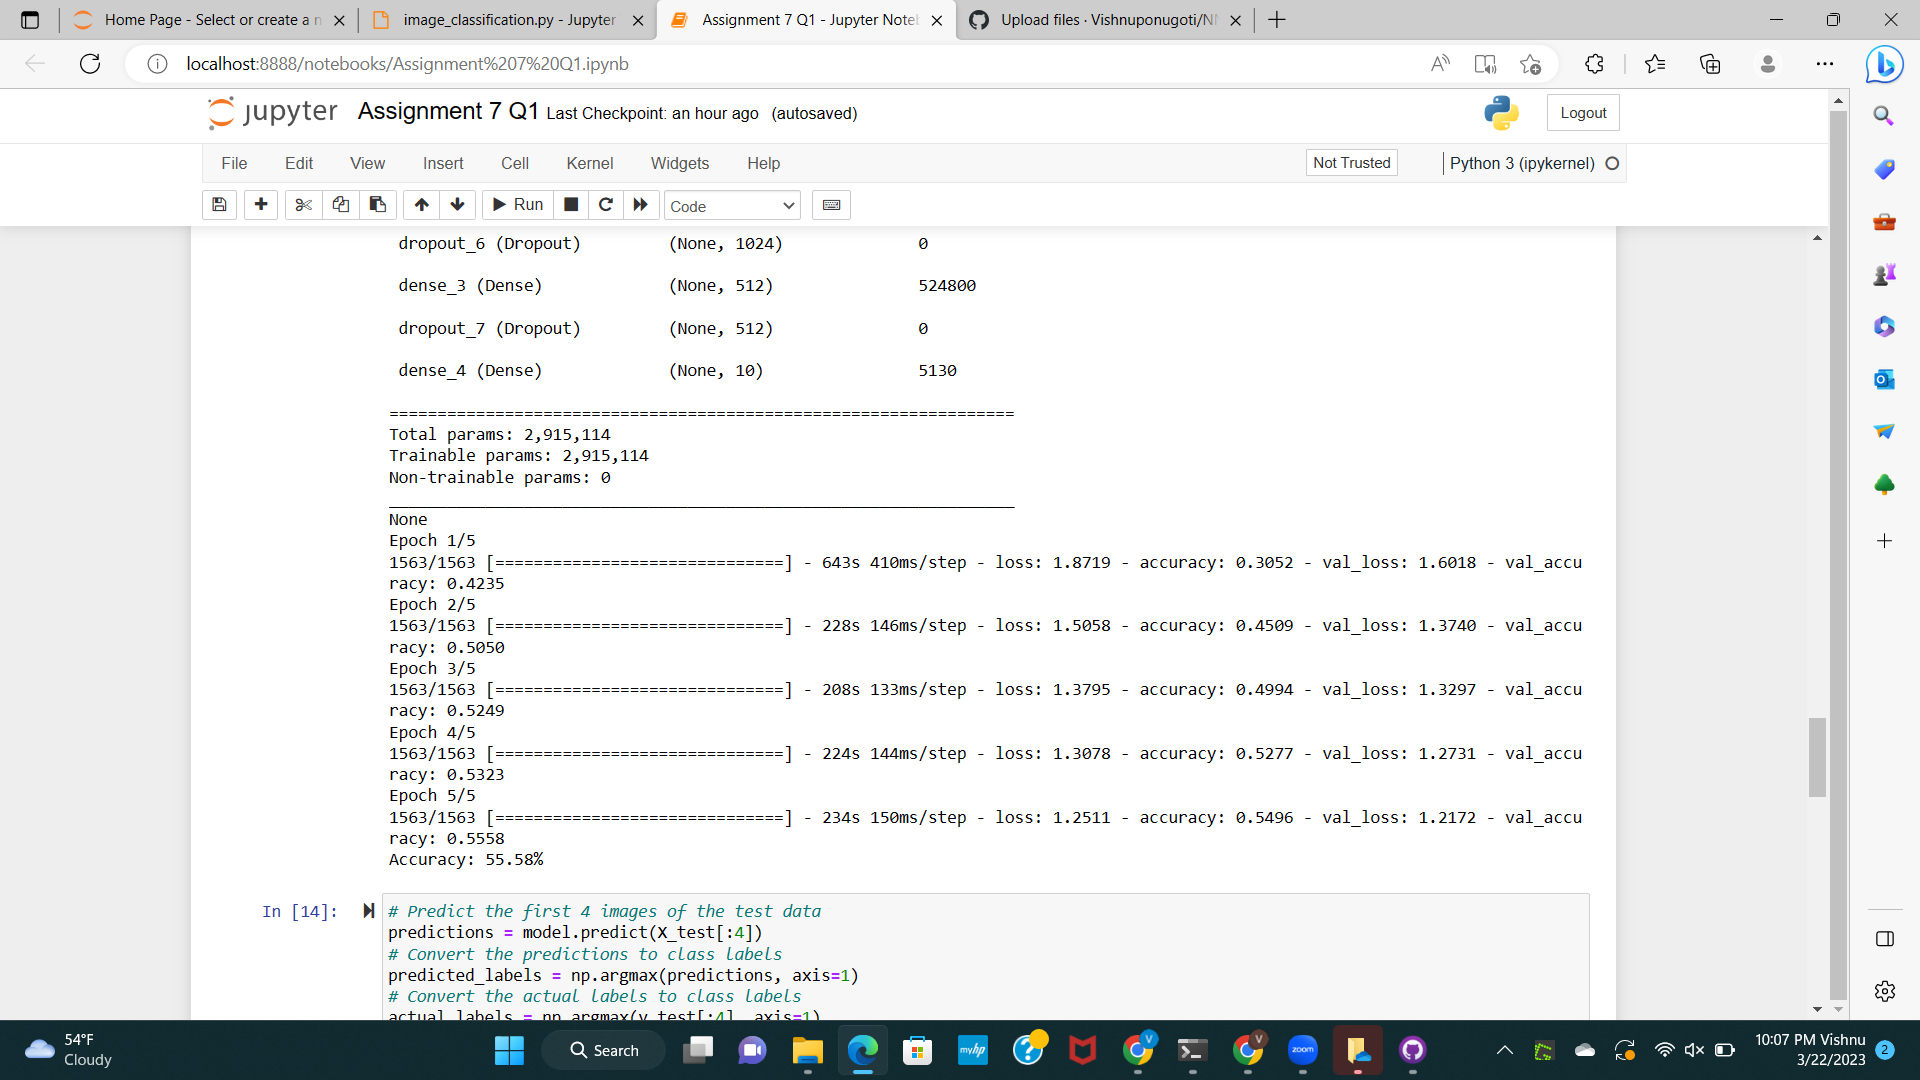 Home Page - Select or create a n
image_classification.py - Jupyter
Assignment 7 Q1 - Jupyter Note
Upload files · Vishnuponugoti/N
localhost:8888/notebooks/Assignment%207%20Q1.ipynb
jupyter Assignment 7 Q1 Last Checkpoint: an hour ago (autosaved)
Logout
File Edit View Insert Cell Kernel Widgets Help
Not Trusted
Python 3 (ipykernel)
Run
Code
dropout_6 (Dropout) (None, 1024) 0
dense_3 (Dense) (None, 512) 524800
dropout_7 (Dropout) (None, 512) 0
dense_4 (Dense) (None, 10) 5130
=================================================================
Total params: 2,915,114
Trainable params: 2,915,114
Non-trainable params: 0
_________________________________________________________________
None
Epoch 1/5
1563/1563 [==============================] - 643s 410ms/step - loss: 1.8719 - accuracy: 0.3052 - val_loss: 1.6018 - val_accu
racy: 0.4235
Epoch 2/5
1563/1563 [==============================] - 228s 146ms/step - loss: 1.5058 - accuracy: 0.4509 - val_loss: 1.3740 - val_accu
racy: 0.5050
Epoch 3/5
1563/1563 [==============================] - 208s 133ms/step - loss: 1.3795 - accuracy: 0.4994 - val_loss: 1.3297 - val_accu
racy: 0.5249
Epoch 4/5
1563/1563 [==============================] - 224s 144ms/step - loss: 1.3078 - accuracy: 0.5277 - val_loss: 1.2731 - val_accu
racy: 0.5323
Epoch 5/5
1563/1563 [==============================] - 234s 150ms/step - loss: 1.2511 - accuracy: 0.5496 - val_loss: 1.2172 - val_accu
racy: 0.5558
Accuracy: 55.58%
In [14]:
# Predict the first 4 images of the test data
predictions = model.predict(X_test[:4])
# Convert the predictions to class labels
predicted_labels = np.argmax(predictions, axis=1)
# Convert the actual labels to class labels
actual_labels = np.argmax(y_test[:4], axis=1)
54°F
Cloudy
Search
myhp
V
V
zoom
10:07 PM Vishnu
3/22/2023
2